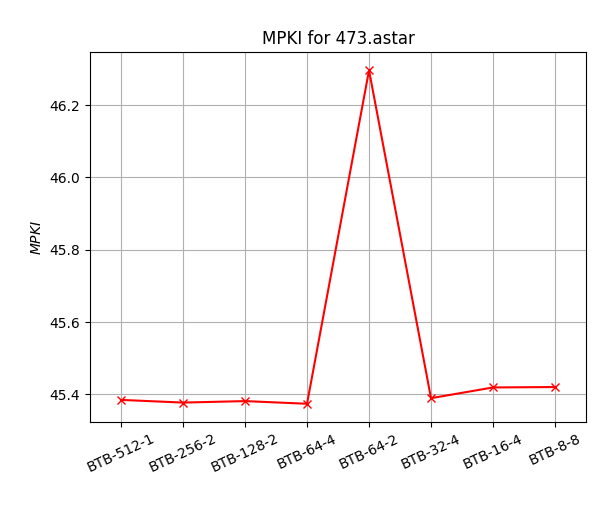 MPKI for 473.astar
MPKI
46.2
46.0
45.8
45.6
45.4
BTB-512-1
BTB-256-2
BTB-128-2
BTB-64-4
BTB-64-2
BTB-32-4
BTB-16-4
BTB-8-8